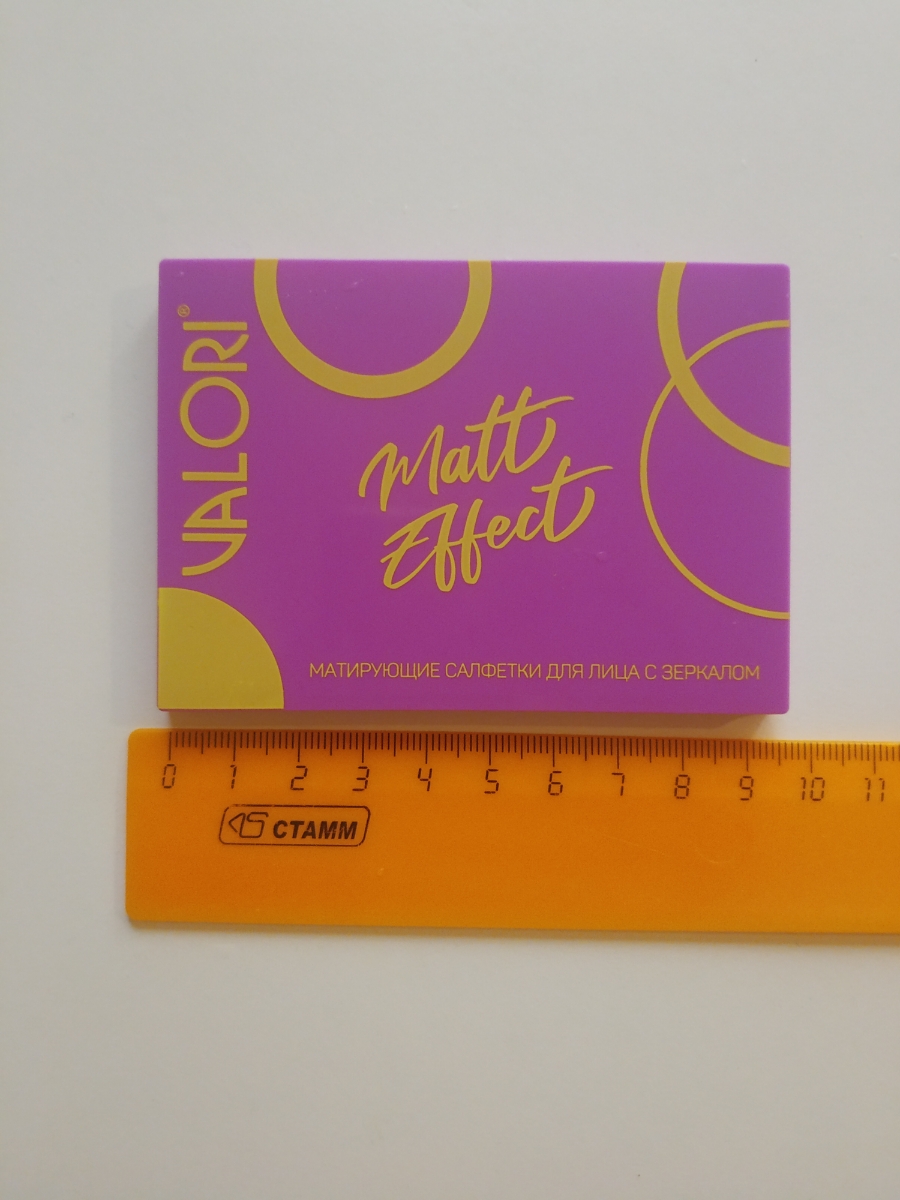 VALORI®
Matt
Effect
МАТИРУЮЩИЕ САЛФЕТКИ ДЛЯ ЛИЦА С ЗЕРКАЛОМ
0 1 2 3 4 5 6 7 8 9 10 11
СТАММ